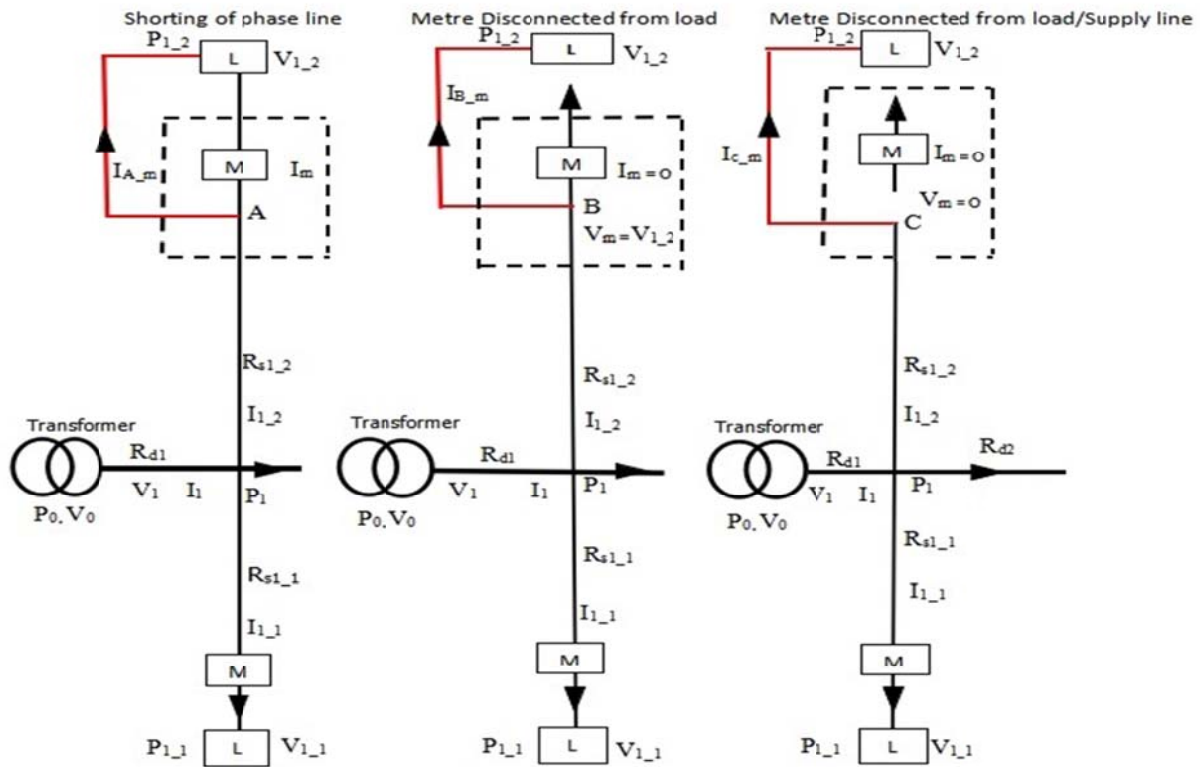 Shorting of phase line
P1_2
L
V1_2
IA_m
M
Im
A
Rs1_2
I1_2
Transformer
Rd1
V1
I1
P1
P0, V0
Rs1_1
I1_1
M
P1_1
L
V1_1
Metre Disconnected from load
P1_2
L
V1_2
IB_m
M
Im=0
B
Vm=V1_2
Rs1_2
I1_2
Transformer
Rd1
V1
I1
P1
P0, V0
Rs1_1
I1_1
M
P1_1
L
V1_1
Metre Disconnected from load/Supply line
P1_2
L
V1_2
Ic_m
M
Im=0
Vm=0
C
Rs1_2
I1_2
Transformer
Rd1
Rd2
V1
I1
P1
P0, V0
Rs1_1
I1_1
M
P1_1
L
V1_1